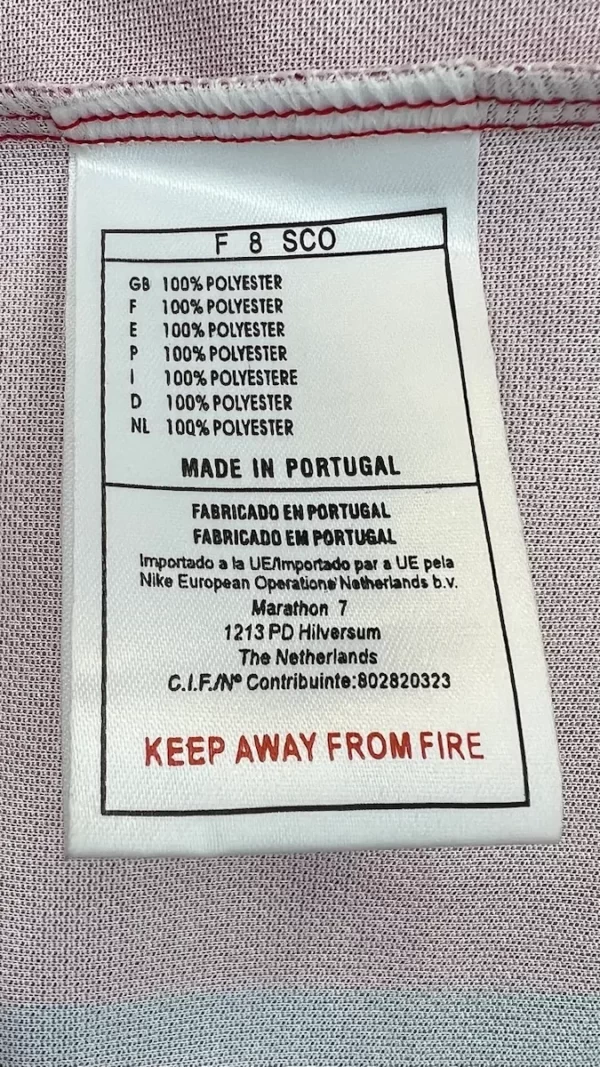 F 8 SCO
GB 100% POLYESTER
F 100% POLYESTER
E 100% POLYESTER
P 100% POLYESTER
I 100% POLYESTERE
D 100% POLYESTER
NL 100% POLYESTER
MADE IN PORTUGAL
FABRICADO EN PORTUGAL
FABRICADO EM PORTUGAL
Importado a la UE/Importado par a UE pela
Nike European Operations Netherlands b.v.
Marathon 7
1213 PD Hilversum
The Netherlands
C.I.F./Nº Contribuinte:802820323
KEEP AWAY FROM FIRE